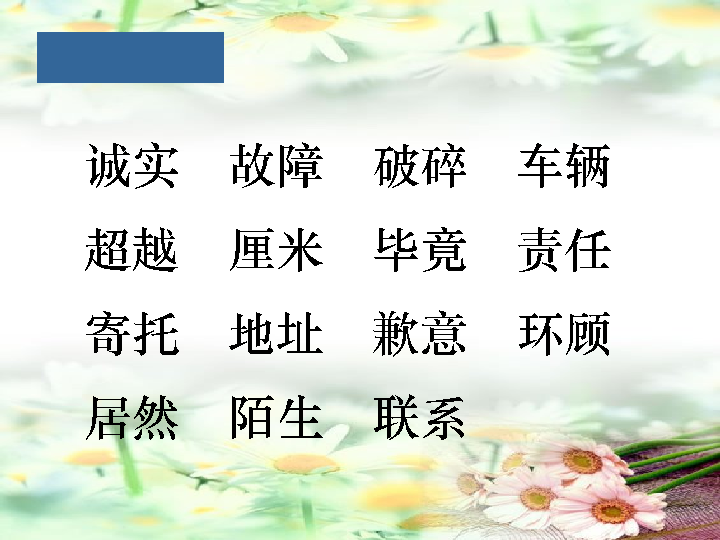 诚实 故障 破碎 车辆
超越 厘米 毕竟 责任
寄托 地址 歉意 环顾
居然 陌生 联系